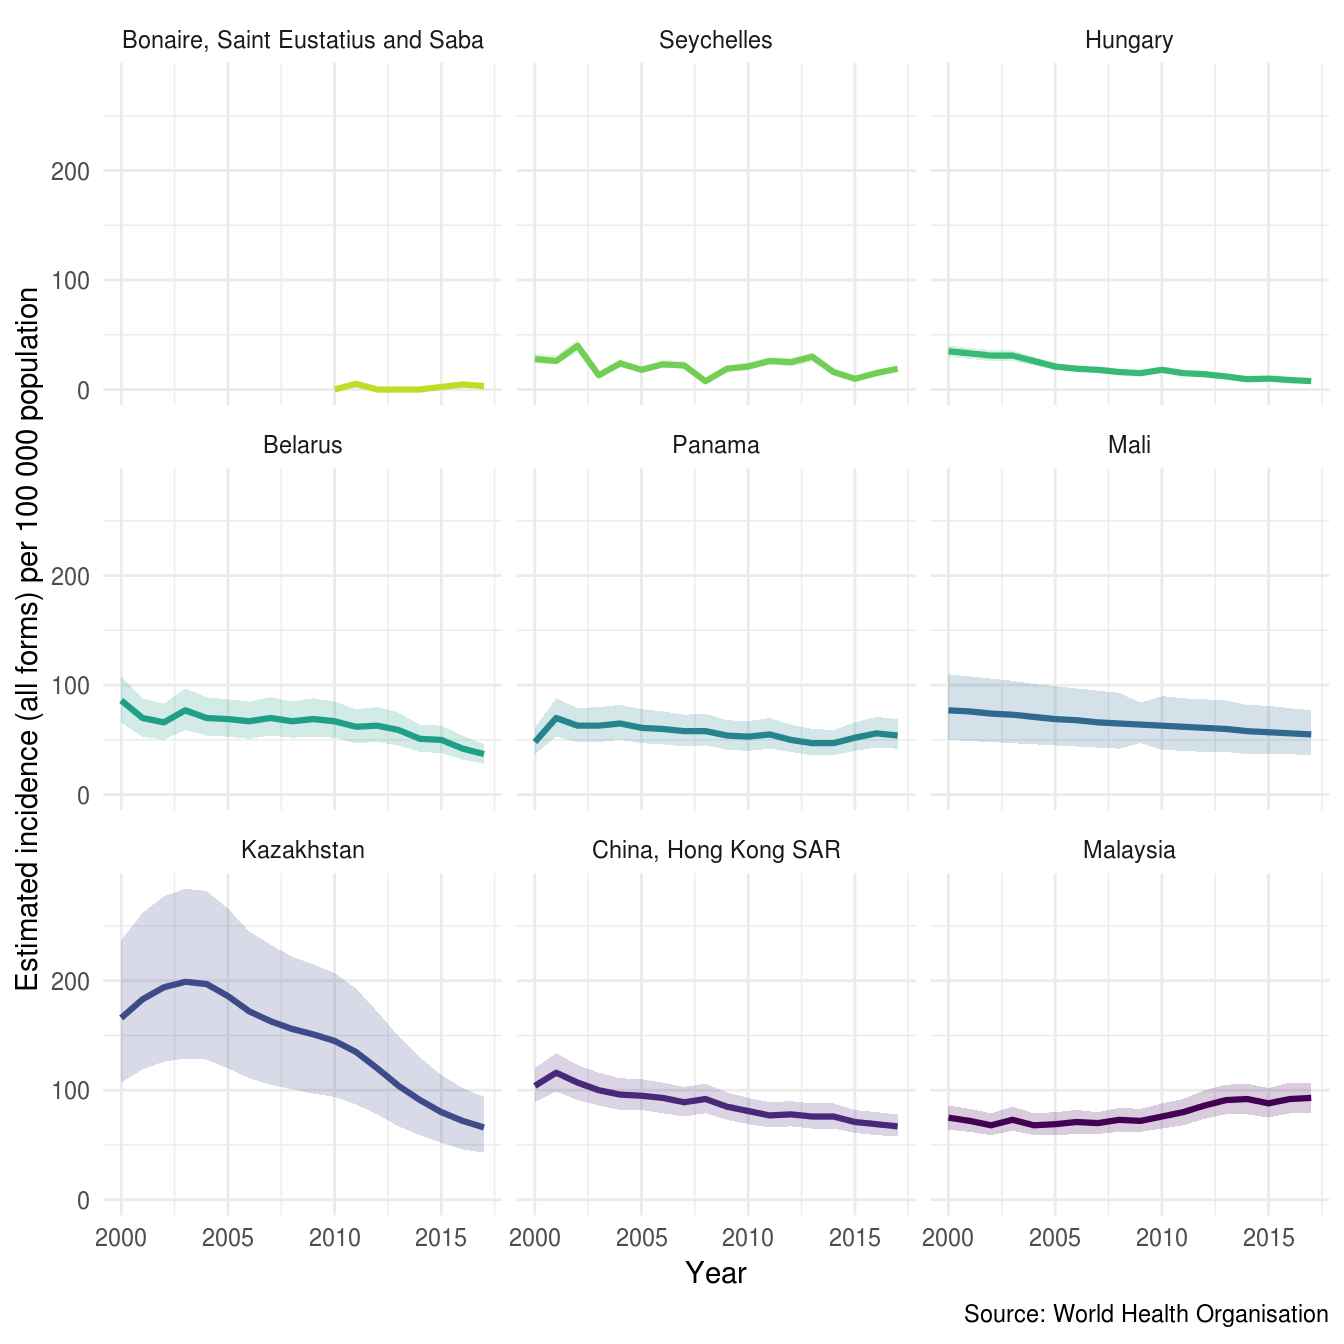 Bonaire, Saint Eustatius and Saba
Seychelles
Hungary
200
100
0
Belarus
Panama
Mali
200
100
0
Kazakhstan
China, Hong Kong SAR
Malaysia
200
100
0
2000 2005 2010 2015
2000 2005 2010 2015
2000 2005 2010 2015
Estimated incidence (all forms) per 100 000 population
Year
Source: World Health Organisation